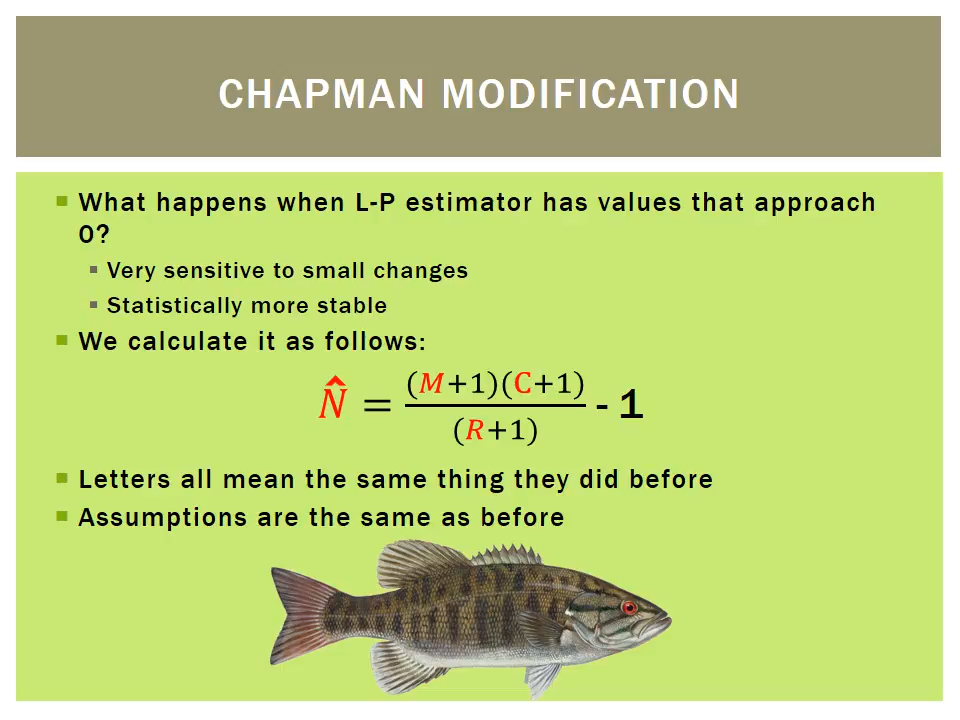 CHAPMAN MODIFICATION
▪ What happens when L-P estimator has values that approach
0?
▪ Very sensitive to small changes
▪ Statistically more stable
▪ We calculate it as follows:
N̂ = (M+1)(C+1) / (R+1) - 1
▪ Letters all mean the same thing they did before
▪ Assumptions are the same as before